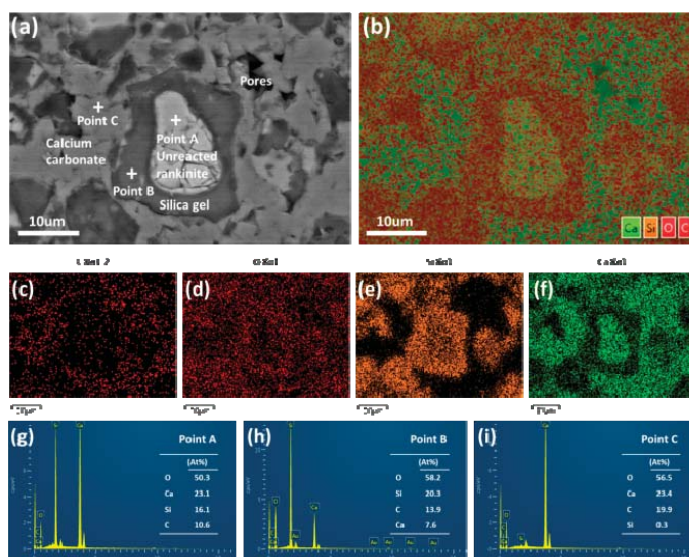 (a)
Pores
Point C
Point A
Calcium
carbonate
Unreacted
rankinite
Point B
Silica gel
10um
(b)
10um
Ca Si O C
(c)
(d)
(e)
(f)
(g)
Point A
(At%)
O 50.3
Ca 23.1
Si 16.1
C 10.6
(h)
Point B
(At%)
O 58.2
Si 20.3
C 13.9
Ca 7.6
(i)
Point C
(At%)
O 56.5
Ca 23.4
C 19.9
Si 0.3